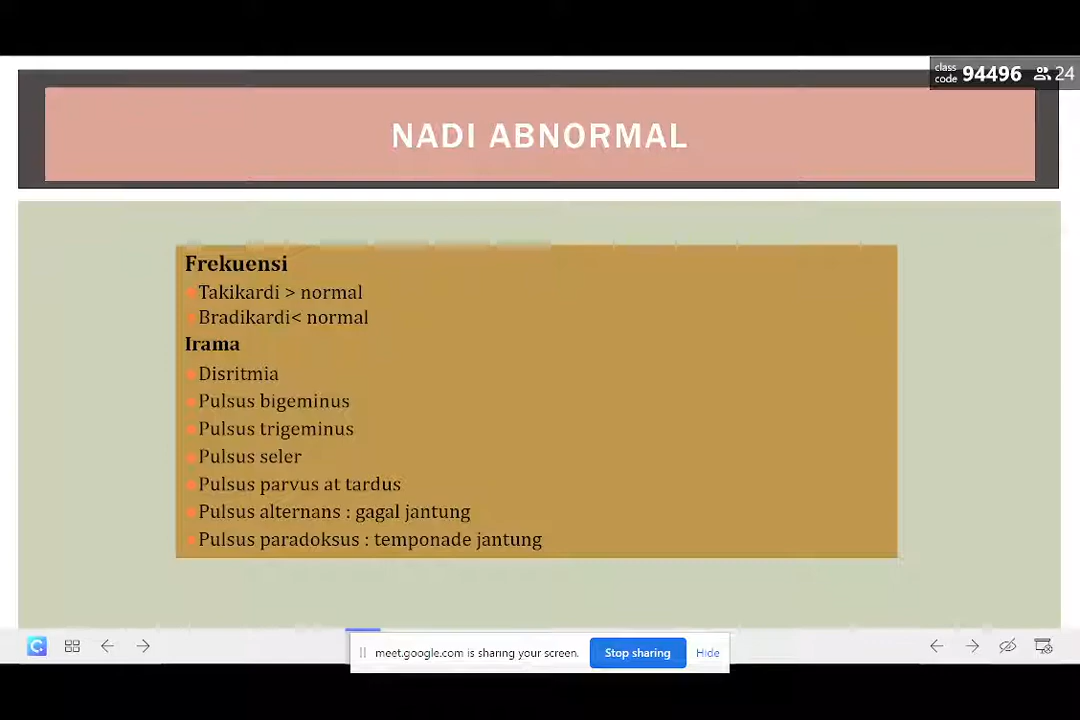 class code 94496 24
NADI ABNORMAL
Frekuensi
Takikardi > normal
Bradikardi< normal
Irama
Disritmia
Pulsus bigeminus
Pulsus trigeminus
Pulsus seler
Pulsus parvus at tardus
Pulsus alternans : gagal jantung
Pulsus paradoksus : temponade jantung
meet.google.com is sharing your screen. Stop sharing Hide